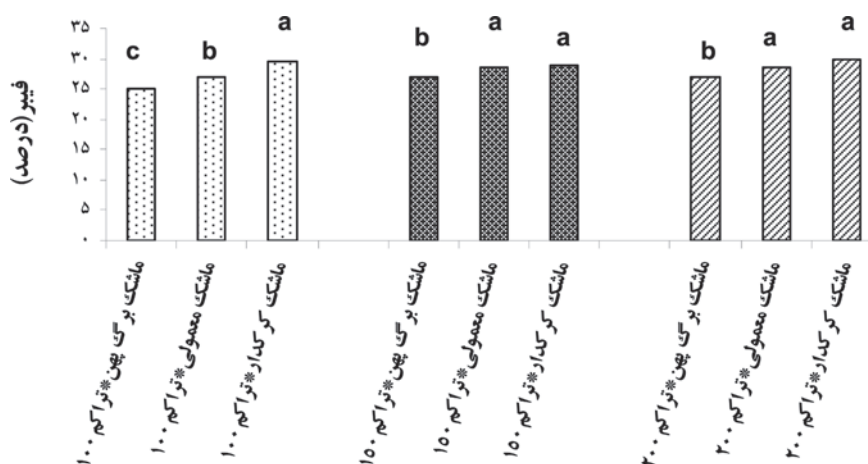 فیبر(درصد)
۳۵
۳۰
۲۵
۲۰
۱۵
۱۰
۵
۰
c
b
a
b
a
a
b
a
a
ماشک برگ پهن*تراکم ۱۰۰
ماشک معمولی*تراکم ۱۰۰
ماشک کرکدار*تراکم ۱۰۰
ماشک برگ پهن*تراکم ۱۵۰
ماشک معمولی*تراکم ۱۵۰
ماشک کرکدار*تراکم ۱۵۰
ماشک برگ پهن*تراکم ۲۰۰
ماشک معمولی*تراکم ۲۰۰
ماشک کرکدار*تراکم ۲۰۰